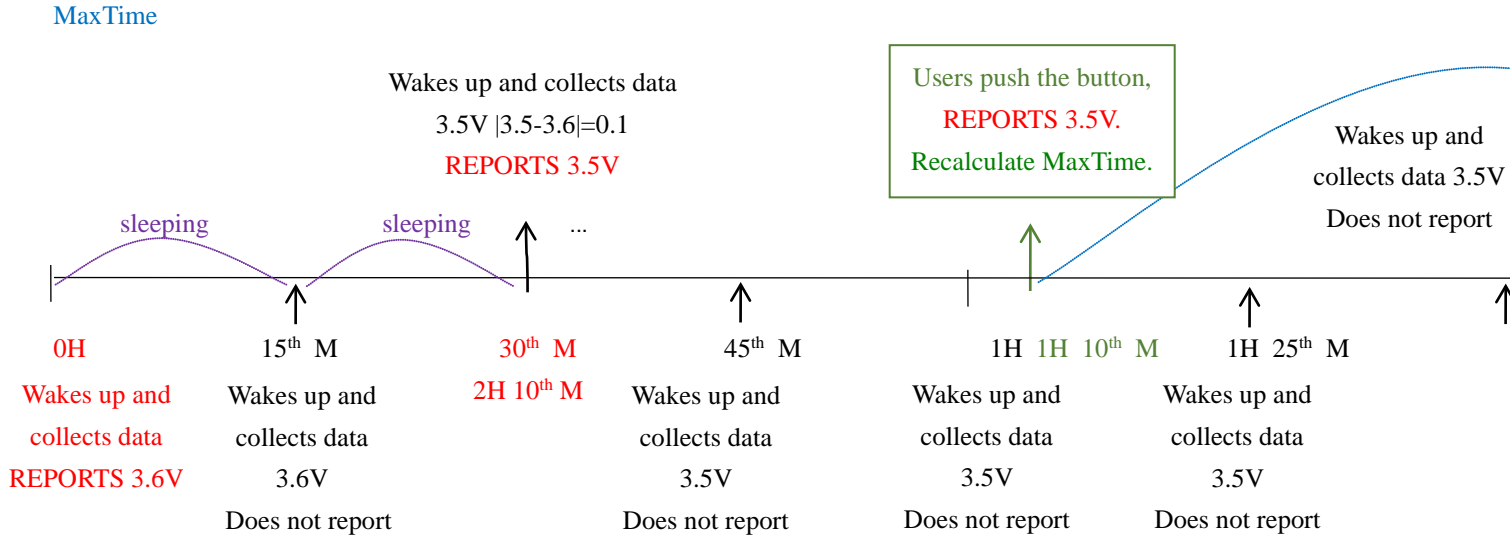 MaxTime
Wakes up and collects data
3.5V |3.5-3.6|=0.1
REPORTS 3.5V
Users push the button,
REPORTS 3.5V.
Recalculate MaxTime.
Wakes up and
collects data 3.5V
Does not report
sleeping
sleeping
...
0H
Wakes up and
collects data
REPORTS 3.6V
15th M
Wakes up and
collects data
3.6V
Does not report
30th M
2H 10th M
45th M
Wakes up and
collects data
3.5V
Does not report
1H
Wakes up and
collects data
3.5V
Does not report
1H 10th M
1H 25th M
Wakes up and
collects data
3.5V
Does not report